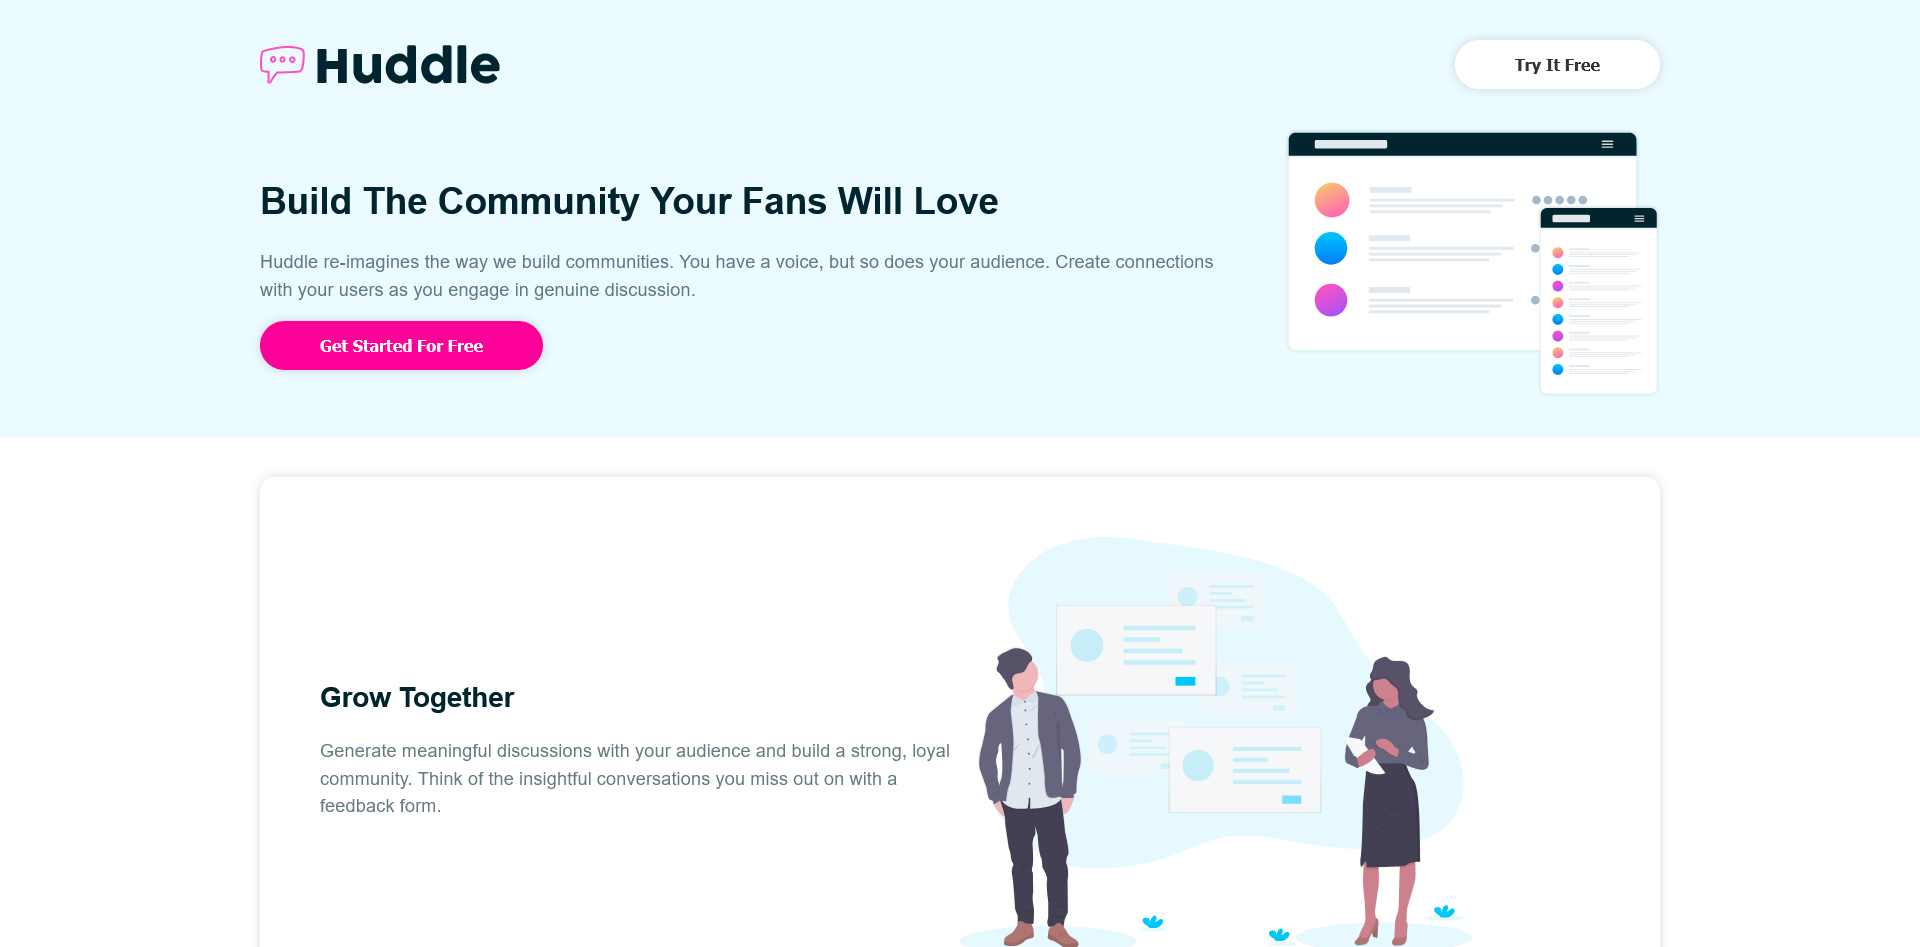 Huddle
Try It Free
Build The Community Your Fans Will Love
Huddle re-imagines the way we build communities. You have a voice, but so does your audience. Create connections
with your users as you engage in genuine discussion.
Get Started For Free
Grow Together
Generate meaningful discussions with your audience and build a strong, loyal
community. Think of the insightful conversations you miss out on with a
feedback form.